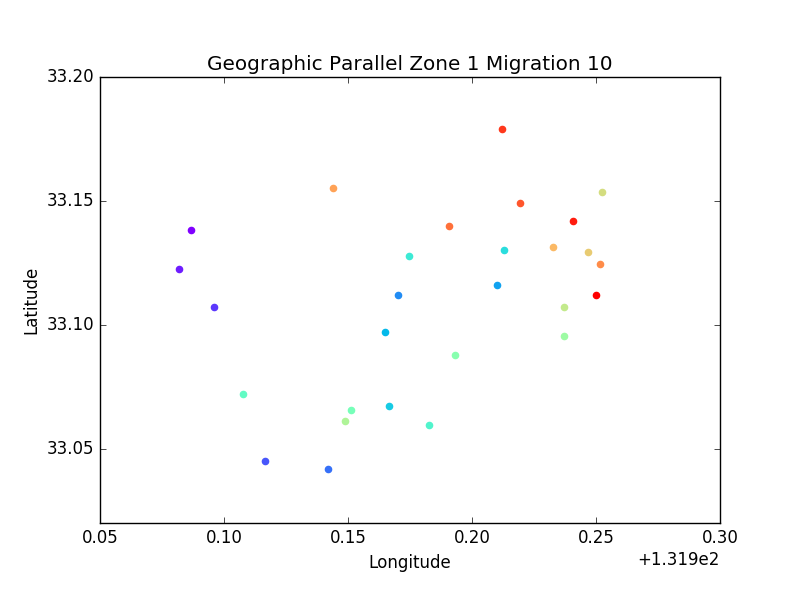 Geographic Parallel Zone 1 Migration 10
33.20
33.15
33.10
33.05
Latitude
0.05 0.10 0.15 0.20 0.25 0.30
Longitude
+1.319e2